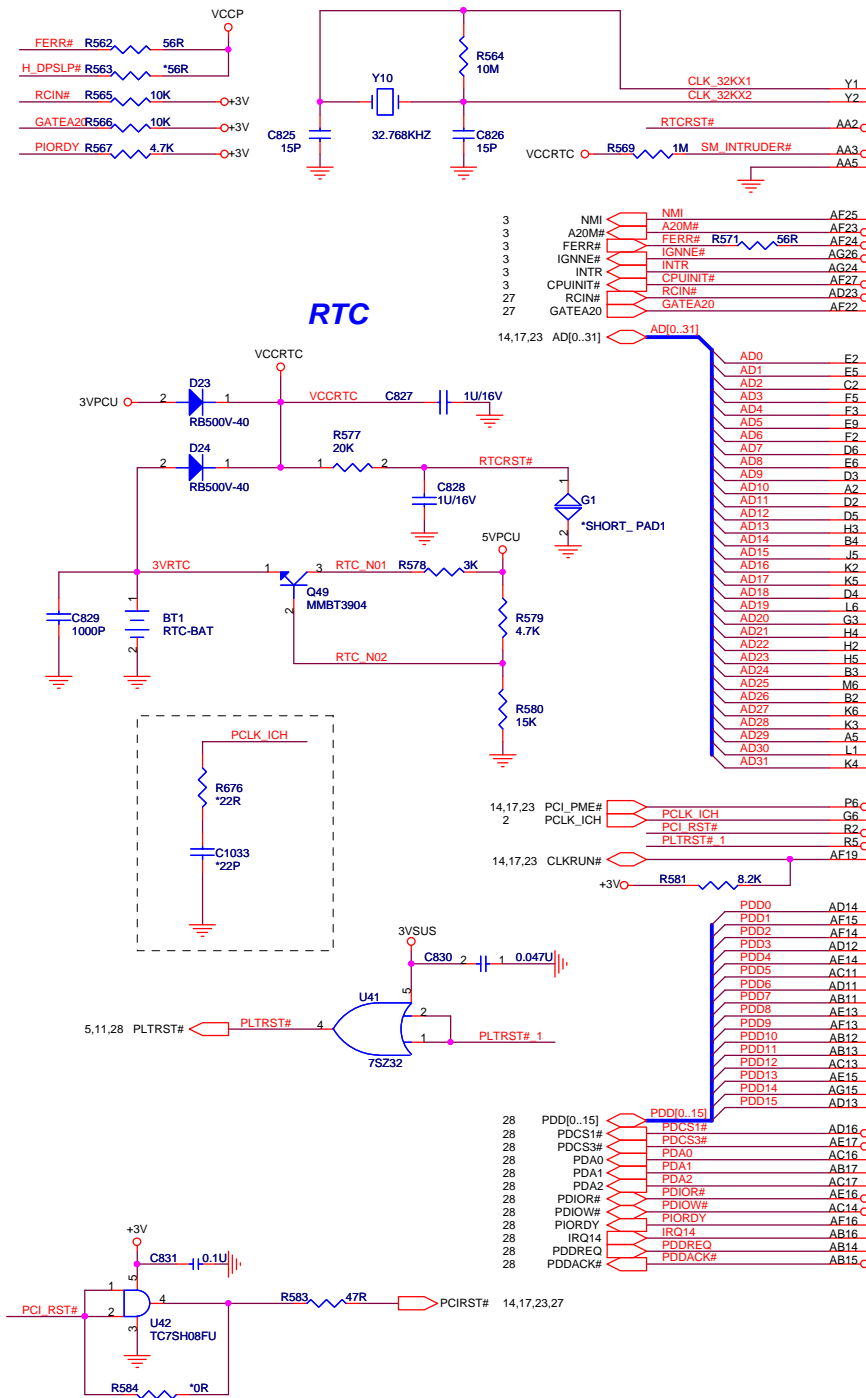 VCCP
FERR# R562 56R
H_DPSLP# R563 *56R
RCIN# R565 10K +3V
GATEA20 R566 10K +3V
PIORDY R567 4.7K +3V
R564
10M
Y10
32.768KHZ
C825
15P
C826
15P
CLK_32KX1 Y1
CLK_32KX2 Y2
RTCRST# AA2
VCCRTC R569 1M SM_INTRUDER# AA3
AA5
3 NMI NMI AF25
3 A20M# A20M# AF23
3 FERR# FERR# R571 56R AF24
3 IGNNE# IGNNE# AG26
3 INTR INTR AG24
3 CPUINIT# CPUINIT# AF27
27 RCIN# RCIN# AD23
27 GATEA20 GATEA20 AF22
RTC
14,17,23 AD[0..31] AD[0..31]
AD0 E2
AD1 E5
AD2 C2
AD3 F5
AD4 F3
AD5 E9
AD6 F2
AD7 D6
AD8 E6
AD9 D3
AD10 A2
AD11 D2
AD12 D5
AD13 H3
AD14 B4
AD15 J5
AD16 K2
AD17 K5
AD18 D4
AD19 L6
AD20 G3
AD21 H4
AD22 H2
AD23 H5
AD24 B3
AD25 M6
AD26 B2
AD27 K6
AD28 K3
AD29 A5
AD30 L1
AD31 K4
VCCRTC
D23
3VPCU 2 1 VCCRTC C827 1U/16V
RB500V-40
D24
2 1
RB500V-40
R577
20K
1 2 RTCRST#
C828
1U/16V
1
G1
*SHORT_ PAD1
2
5VPCU
3VRTC 1 3 RTC_N01 R578 3K
Q49
MMBT3904
2
C829
1000P
1
BT1
RTC-BAT
2
R579
4.7K
RTC_N02
R580
15K
PCLK_ICH
R676
*22R
C1033
*22P
14,17,23 PCI_PME# P6
2 PCLK_ICH PCLK_ICH G6
PCI_RST# R2
PLTRST#_1 R5
14,17,23 CLKRUN# AF19
+3V R581 8.2K
3VSUS
C830 2 1 0.047U
U41
5
2
5,11,28 PLTRST# PLTRST# 4 1 PLTRST#_1
7SZ32
PDD0 AD14
PDD1 AF15
PDD2 AF14
PDD3 AD12
PDD4 AE14
PDD5 AC11
PDD6 AD11
PDD7 AB11
PDD8 AE13
PDD9 AF13
PDD10 AB12
PDD11 AB13
PDD12 AC13
PDD13 AE15
PDD14 AG15
PDD15 AD13
28 PDD[0..15] PDD[0..15]
28 PDCS1# PDCS1# AD16
28 PDCS3# PDCS3# AE17
28 PDA0 PDA0 AC16
28 PDA1 PDA1 AB17
28 PDA2 PDA2 AC17
28 PDIOR# PDIOR# AE16
28 PDIOW# PDIOW# AC14
28 PIORDY PIORDY AF16
28 IRQ14 IRQ14 AB16
28 PDDREQ PDDREQ AB14
28 PDDACK# PDDACK# AB15
+3V
C831 0.1U
5
1
PCI_RST# 2 4 R583 47R PCIRST# 14,17,23,27
3
U42
TC7SH08FU
R584 *0R